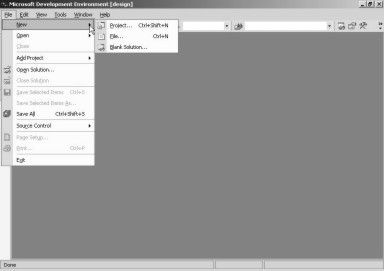 Microsoft Development Environment [design]
File Edit View Tools Window Help
New
Project... Ctrl+Shift+N
File... Ctrl+N
Blank Solution...
Open
Close
Add Project
Open Solution...
Close Solution
Save Selected Items Ctrl+S
Save Selected Items As...
Save All Ctrl+Shift+S
Source Control
Page Setup...
Print... Ctrl+P
Exit
Done